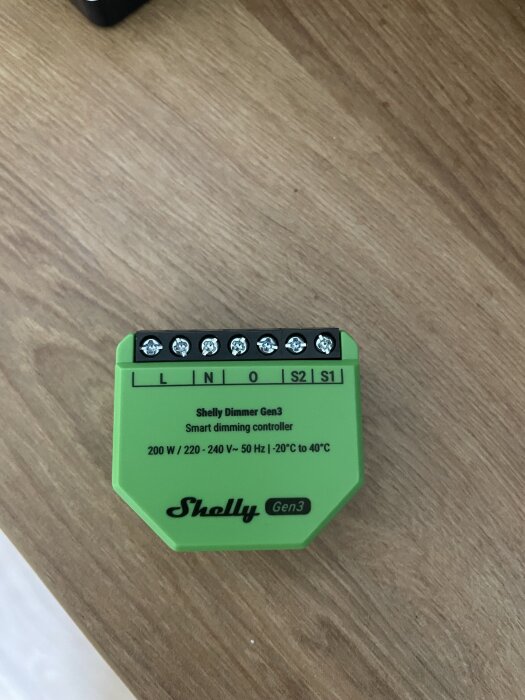 L N O S2 S1
Shelly Dimmer Gen3
Smart dimming controller
200 W / 220 - 240 V~ 50 Hz | -20°C to 40°C
Shelly Gen3